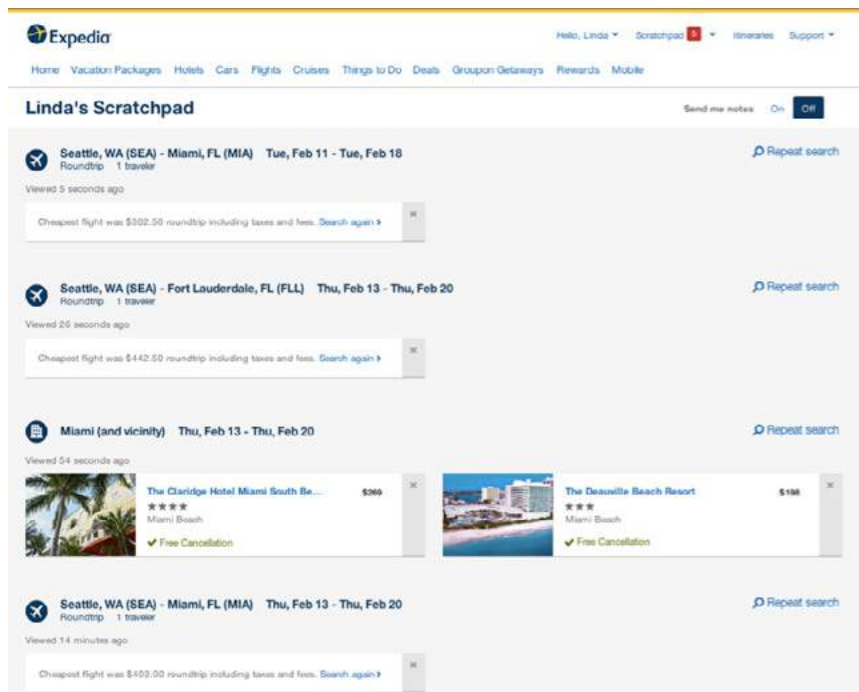 Expedia
Hello, Linda Scratchpad 5 Itineraries Support
Home Vacation Packages Hotels Cars Flights Cruises Things to Do Deals Groupon Getaways Rewards Mobile
Linda's Scratchpad
Send me notes On Off
Seattle, WA (SEA) - Miami, FL (MIA) Tue, Feb 11 - Tue, Feb 18
Repeat search
Roundtrip 1 traveler
Viewed 5 seconds ago
Cheapest flight was $302.50 roundtrip including taxes and fees. Search again
Seattle, WA (SEA) - Fort Lauderdale, FL (FLL) Thu, Feb 13 - Thu, Feb 20
Repeat search
Roundtrip 1 traveler
Viewed 26 seconds ago
Cheapest flight was $442.50 roundtrip including taxes and fees. Search again
Miami (and vicinity) Thu, Feb 13 - Thu, Feb 20
Repeat search
Viewed 54 seconds ago
The Claridge Hotel Miami South Be... $269
Miami Beach
Free Cancellation
The Deauville Beach Resort
Miami Beach
Free Cancellation
Seattle, WA (SEA) - Miami, FL (MIA) Thu, Feb 13 - Thu, Feb 20
Repeat search
Roundtrip 1 traveler
Viewed 14 minutes ago
Cheapest flight was $403.00 roundtrip including taxes and fees. Search again